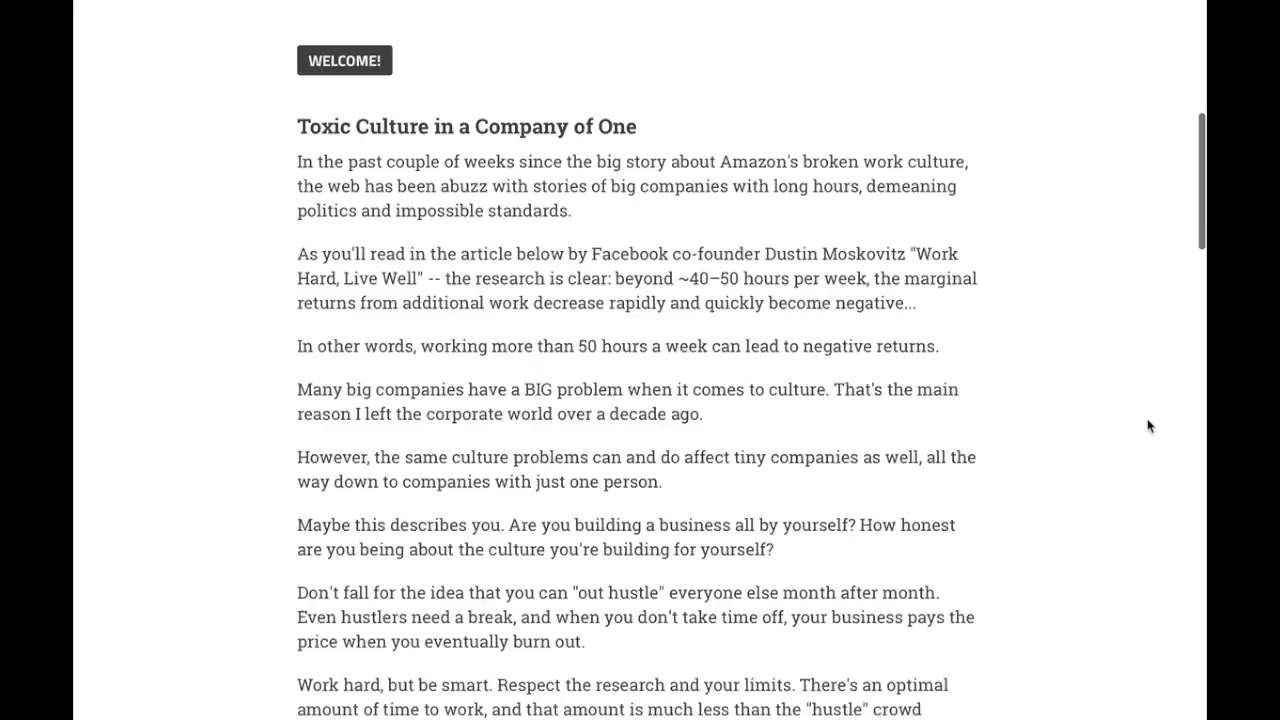 WELCOME!
Toxic Culture in a Company of One
In the past couple of weeks since the big story about Amazon's broken work culture,
the web has been abuzz with stories of big companies with long hours, demeaning
politics and impossible standards.
As you'll read in the article below by Facebook co-founder Dustin Moskovitz "Work
Hard, Live Well" -- the research is clear: beyond ~40–50 hours per week, the marginal
returns from additional work decrease rapidly and quickly become negative...
In other words, working more than 50 hours a week can lead to negative returns.
Many big companies have a BIG problem when it comes to culture. That's the main
reason I left the corporate world over a decade ago.
However, the same culture problems can and do affect tiny companies as well, all the
way down to companies with just one person.
Maybe this describes you. Are you building a business all by yourself? How honest
are you being about the culture you're building for yourself?
Don't fall for the idea that you can "out hustle" everyone else month after month.
Even hustlers need a break, and when you don't take time off, your business pays the
price when you eventually burn out.
Work hard, but be smart. Respect the research and your limits. There's an optimal
amount of time to work, and that amount is much less than the "hustle" crowd